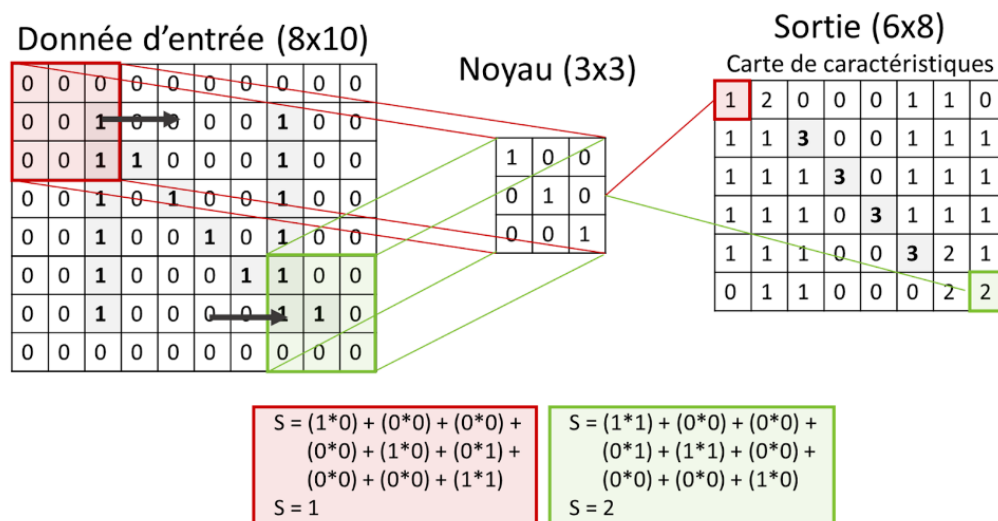 Donnée d'entrée (8x10)
0 0 0 0 0 0 0 0 0 0
0 0 1 0 0 0 0 1 0 0
0 0 1 1 0 0 0 1 0 0
0 0 1 0 1 0 0 1 0 0
0 0 1 0 0 1 0 1 0 0
0 0 1 0 0 0 1 1 0 0
0 0 1 0 0 0 0 1 1 0
0 0 0 0 0 0 0 0 0 0
Noyau (3x3)
1 0 0
0 1 0
0 0 1
Sortie (6x8)
Carte de caractéristiques
1 2 0 0 0 1 1 0
1 1 3 0 0 1 1 1
1 1 1 3 0 1 1 1
1 1 1 0 3 1 1 1
1 1 1 0 0 3 2 1
0 1 1 0 0 0 2 2
S = (1*0) + (0*0) + (0*0) +
(0*0) + (1*0) + (0*1) +
(0*0) + (0*0) + (1*1)
S = 1
S = (1*1) + (0*0) + (0*0) +
(0*1) + (1*1) + (0*0) +
(0*0) + (0*0) + (1*0)
S = 2